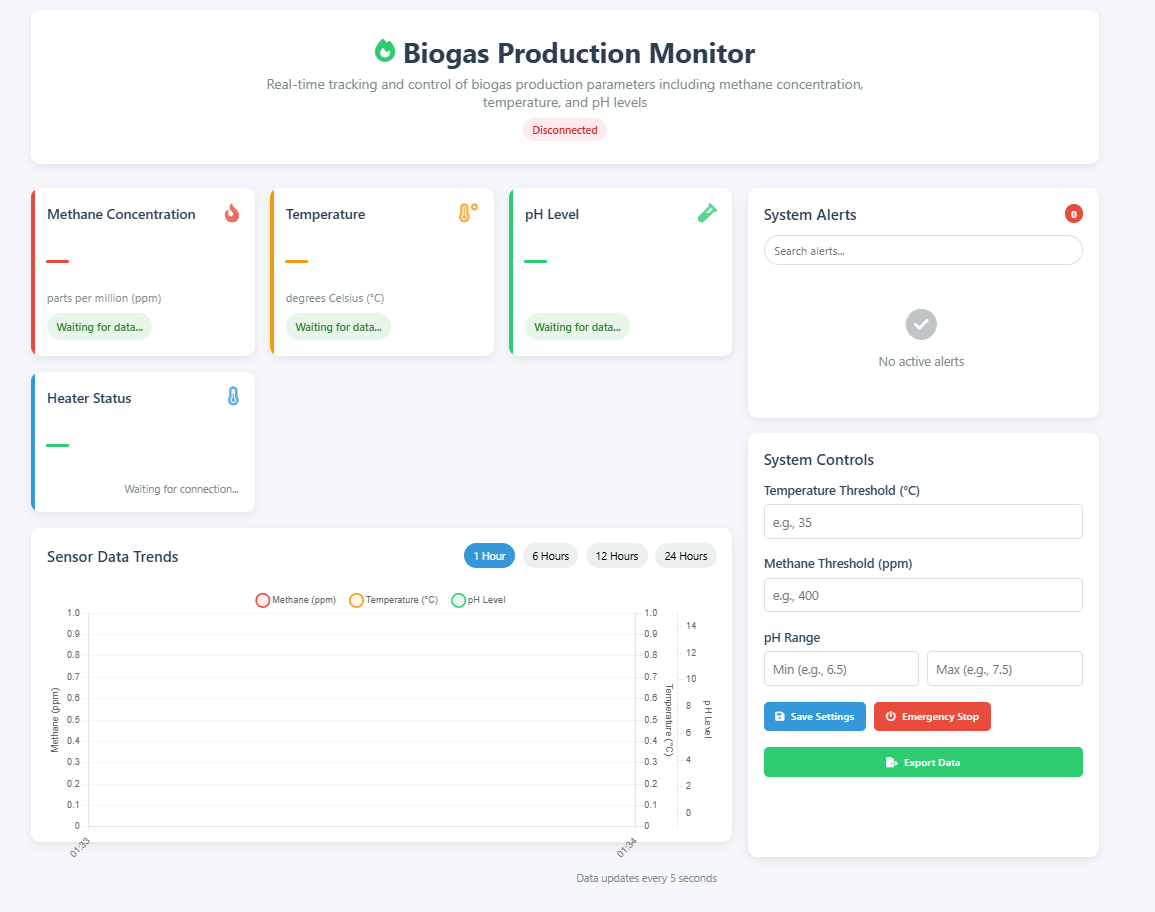 Biogas Production Monitor
Real-time tracking and control of biogas production parameters including methane concentration,
temperature, and pH levels
Disconnected
Methane Concentration
parts per million (ppm)
Waiting for data...
Temperature
degrees Celsius (°C)
Waiting for data...
pH Level
Waiting for data...
System Alerts
0
Search alerts...
No active alerts
Heater Status
Waiting for connection...
System Controls
Temperature Threshold (°C)
e.g., 35
Methane Threshold (ppm)
e.g., 400
pH Range
Min (e.g., 6.5)
Max (e.g., 7.5)
Save Settings
Emergency Stop
Export Data
Sensor Data Trends
1 Hour
6 Hours
12 Hours
24 Hours
Methane (ppm)
Temperature (°C)
pH Level
Methane (ppm)
1.0
0.9
0.8
0.7
0.6
0.5
0.4
0.3
0.2
0.1
0
01:33
01:34
1.0
0.9
0.8
0.7
0.6
0.5
0.4
0.3
0.2
0.1
0
Temperature (°C)
14
12
10
8
6
4
2
0
pH Level
Data updates every 5 seconds